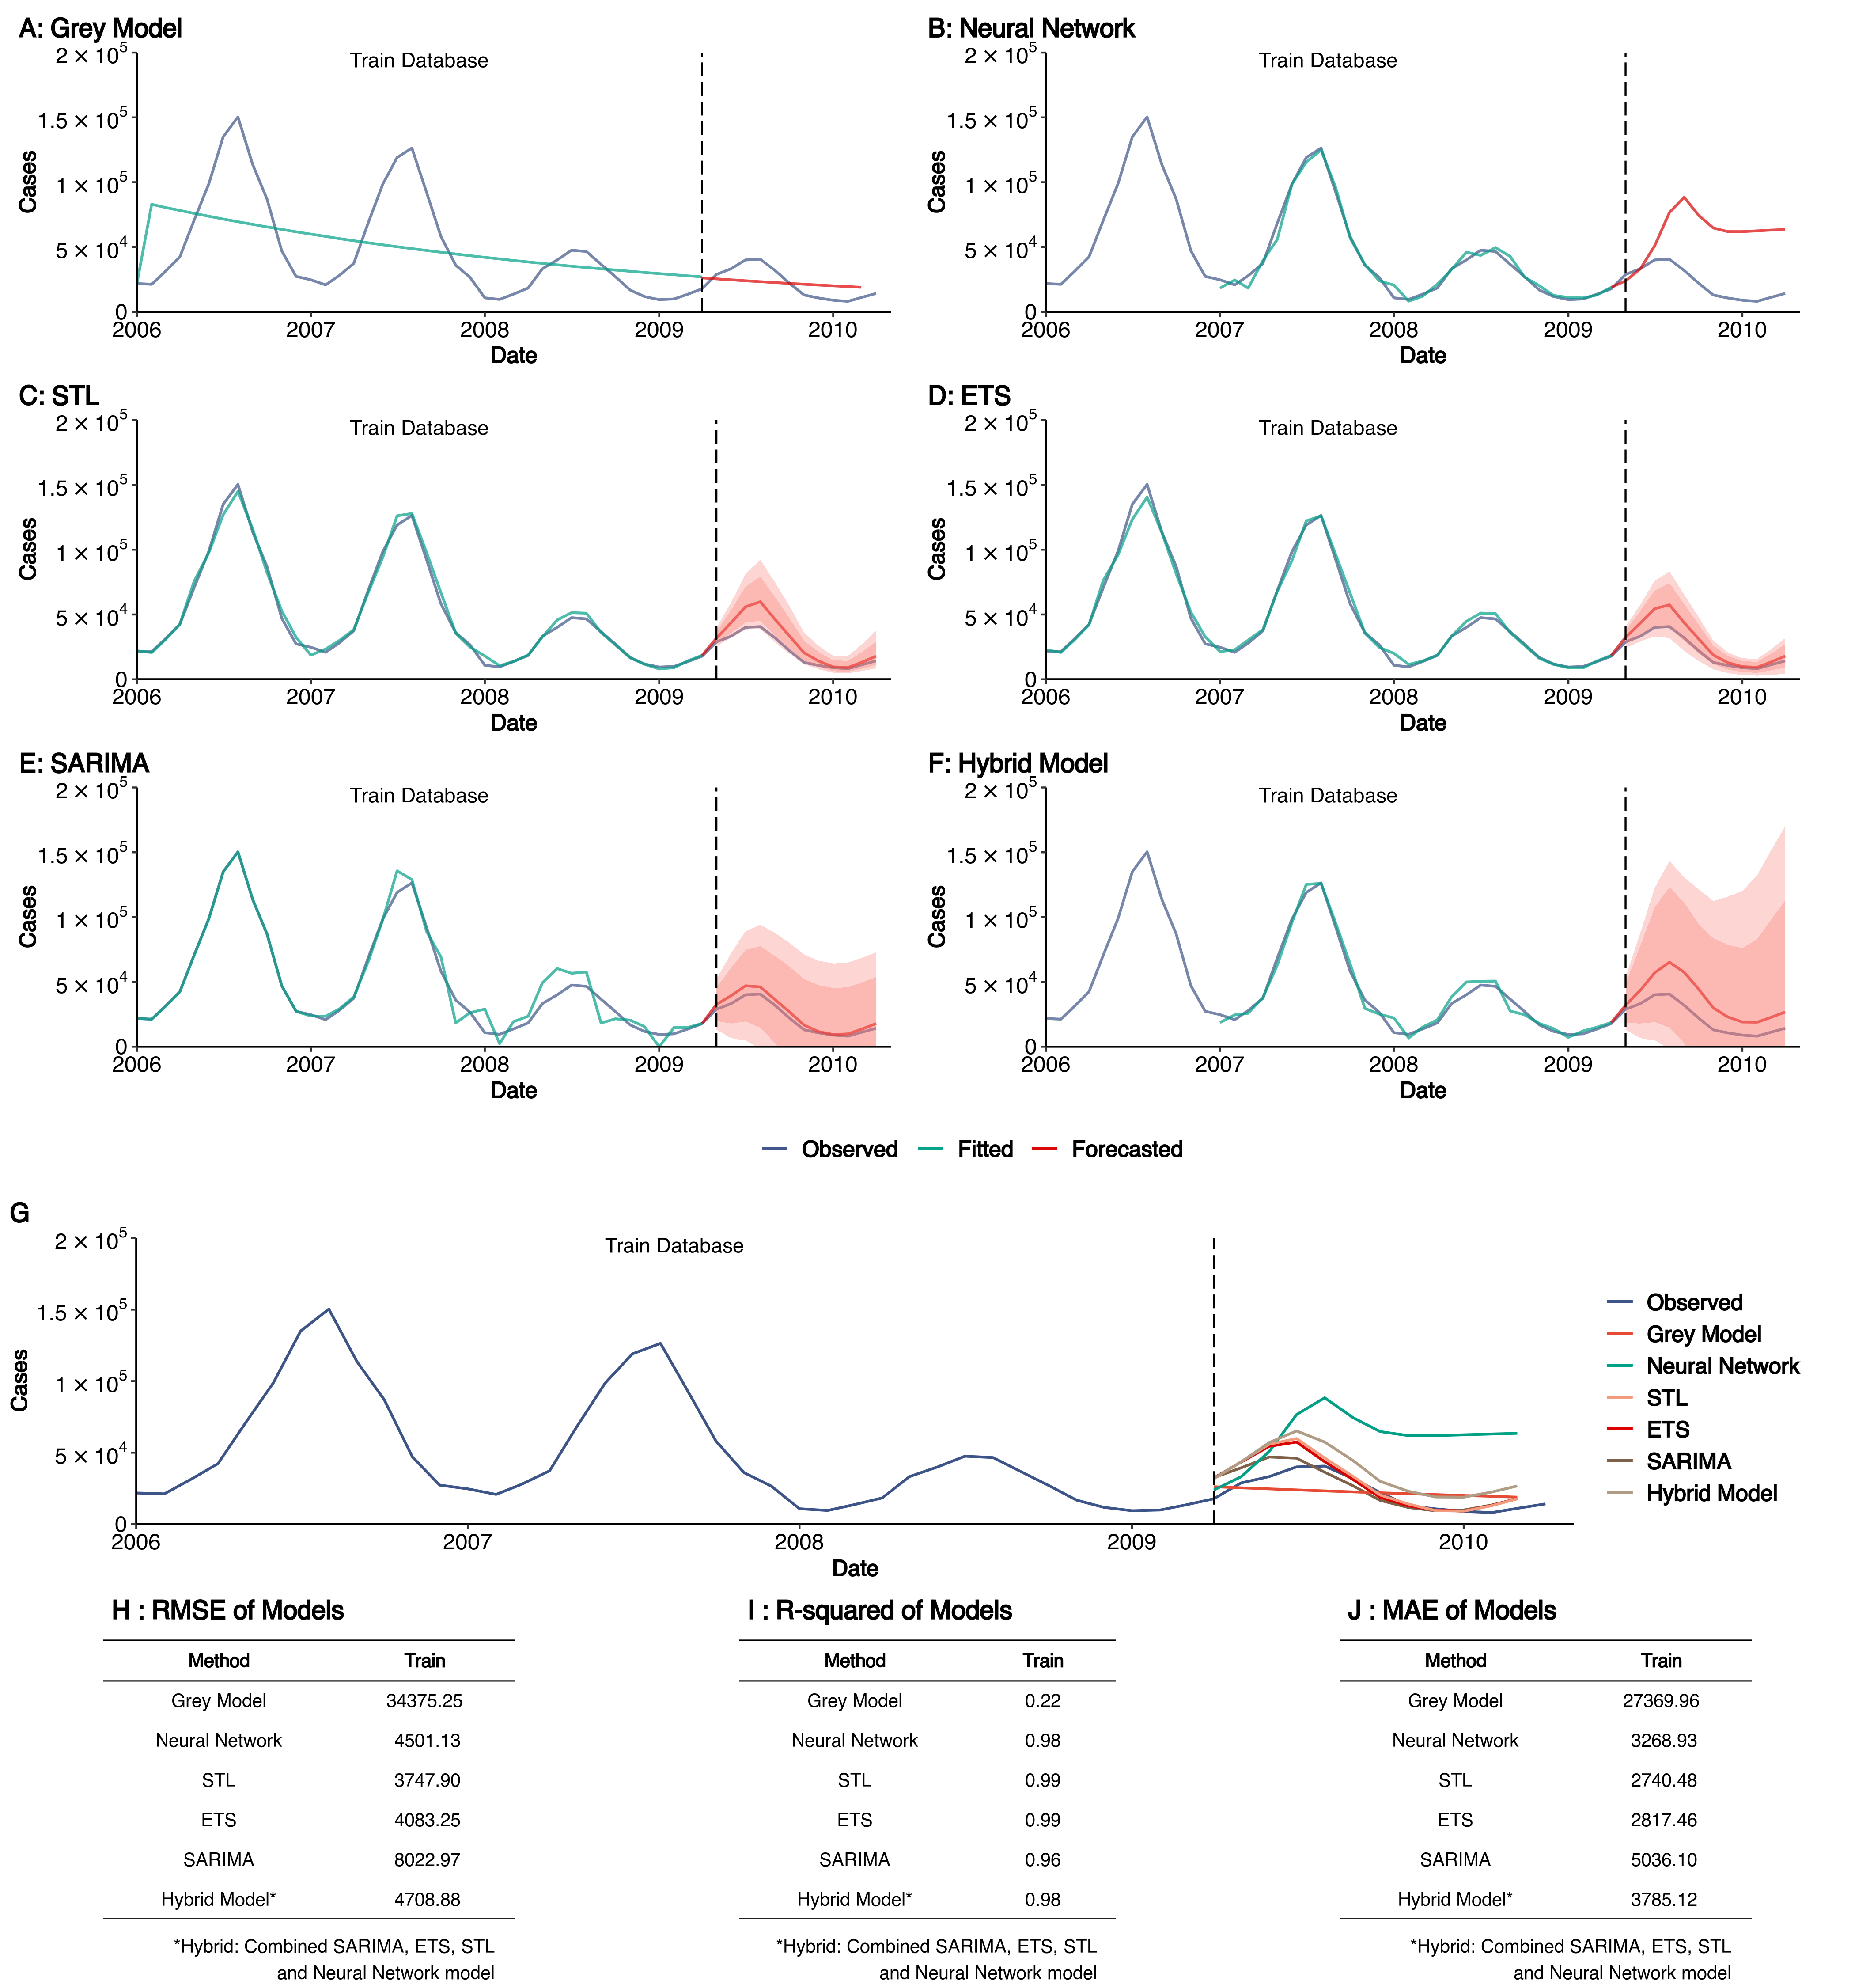 A: Grey Model
2 × 10^5
1.5 × 10^5
1 × 10^5
5 × 10^4
0
Cases
Train Database
2006 2007 2008 2009 2010
Date
B: Neural Network
2 × 10^5
1.5 × 10^5
1 × 10^5
5 × 10^4
0
Cases
Train Database
2006 2007 2008 2009 2010
Date
C: STL
2 × 10^5
1.5 × 10^5
1 × 10^5
5 × 10^4
0
Cases
Train Database
2006 2007 2008 2009 2010
Date
D: ETS
2 × 10^5
1.5 × 10^5
1 × 10^5
5 × 10^4
0
Cases
Train Database
2006 2007 2008 2009 2010
Date
E: SARIMA
2 × 10^5
1.5 × 10^5
1 × 10^5
5 × 10^4
0
Cases
Train Database
2006 2007 2008 2009 2010
Date
F: Hybrid Model
2 × 10^5
1.5 × 10^5
1 × 10^5
5 × 10^4
0
Cases
Train Database
2006 2007 2008 2009 2010
Date
Observed Fitted Forecasted
G
2 × 10^5
1.5 × 10^5
1 × 10^5
5 × 10^4
0
Cases
Train Database
2006 2007 2008 2009 2010
Date
Observed
Grey Model
Neural Network
STL
ETS
SARIMA
Hybrid Model
H : RMSE of Models
Method Train
Grey Model 34375.25
Neural Network 4501.13
STL 3747.90
ETS 4083.25
SARIMA 8022.97
Hybrid Model* 4708.88
*Hybrid: Combined SARIMA, ETS, STL
and Neural Network model
I : R-squared of Models
Method Train
Grey Model 0.22
Neural Network 0.98
STL 0.99
ETS 0.99
SARIMA 0.96
Hybrid Model* 0.98
*Hybrid: Combined SARIMA, ETS, STL
and Neural Network model
J : MAE of Models
Method Train
Grey Model 27369.96
Neural Network 3268.93
STL 2740.48
ETS 2817.46
SARIMA 5036.10
Hybrid Model* 3785.12
*Hybrid: Combined SARIMA, ETS, STL
and Neural Network model